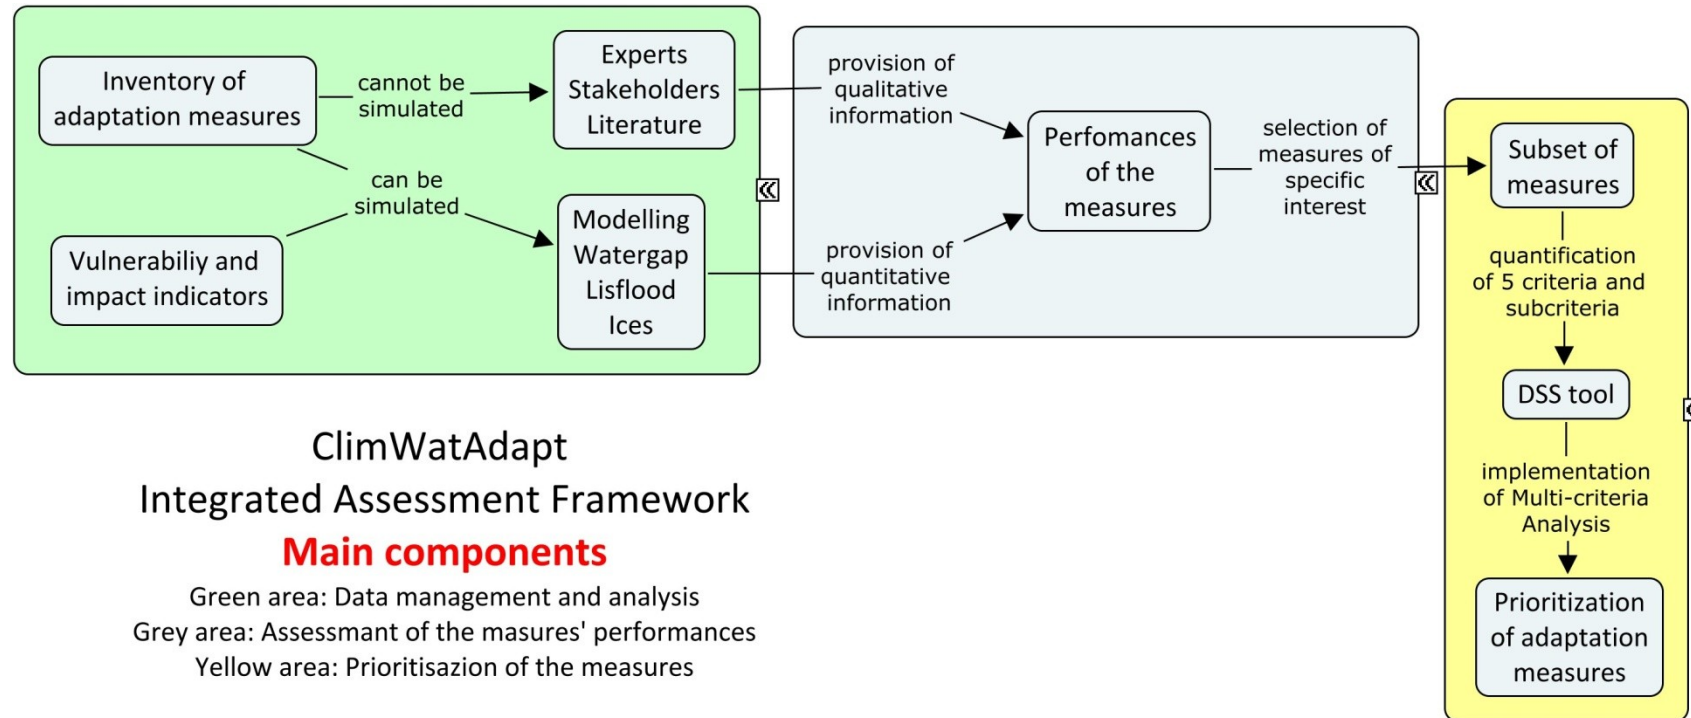 Inventory of
adaptation measures
cannot be
simulated
Experts
Stakeholders
Literature
can be
simulated
Vulnerabiliy and
impact indicators
Modelling
Watergap
Lisflood
Ices
provision of
qualitative
information
provision of
quantitative
information
Perfomances
of the
measures
selection of
measures of
specific
interest
Subset of
measures
quantification
of 5 criteria and
subcriteria
DSS tool
implementation
of Multi-criteria
Analysis
Prioritization
of adaptation
measures
ClimWatAdapt
Integrated Assessment Framework
Main components
Green area: Data management and analysis
Grey area: Assessmant of the masures' performances
Yellow area: Prioritisazion of the measures